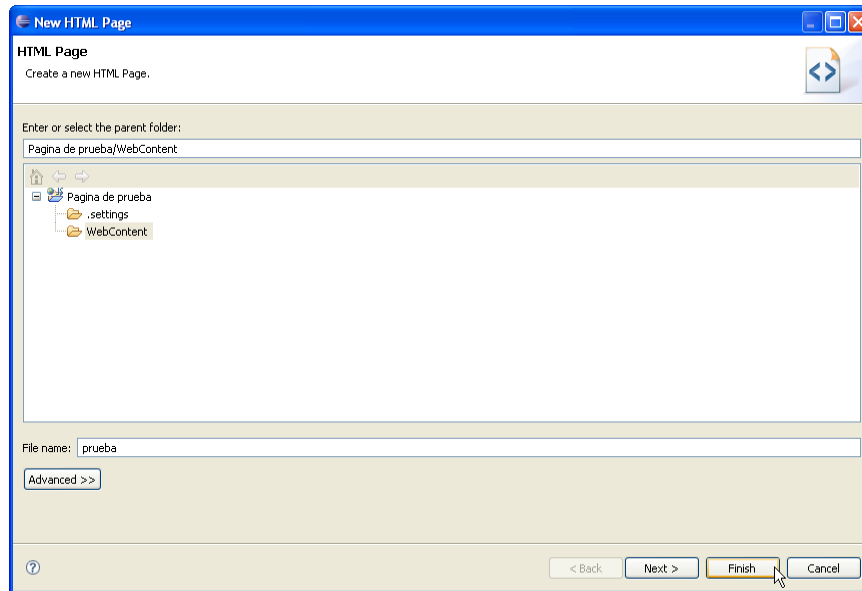 New HTML Page
HTML Page
Create a new HTML Page.
Enter or select the parent folder:
Pagina de prueba/WebContent
Pagina de prueba
.settings
WebContent
File name: prueba
Advanced >>
? < Back Next > Finish Cancel